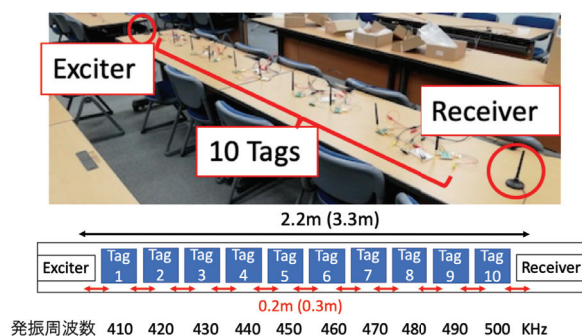 Exciter
Receiver
10 Tags
2.2m (3.3m)
Exciter
Tag
1
Tag
2
Tag
3
Tag
4
Tag
5
Tag
6
Tag
7
Tag
8
Tag
9
Tag
10
Receiver
0.2m (0.3m)
発振周波数 410 420 430 440 450 460 470 480 490 500 KHz